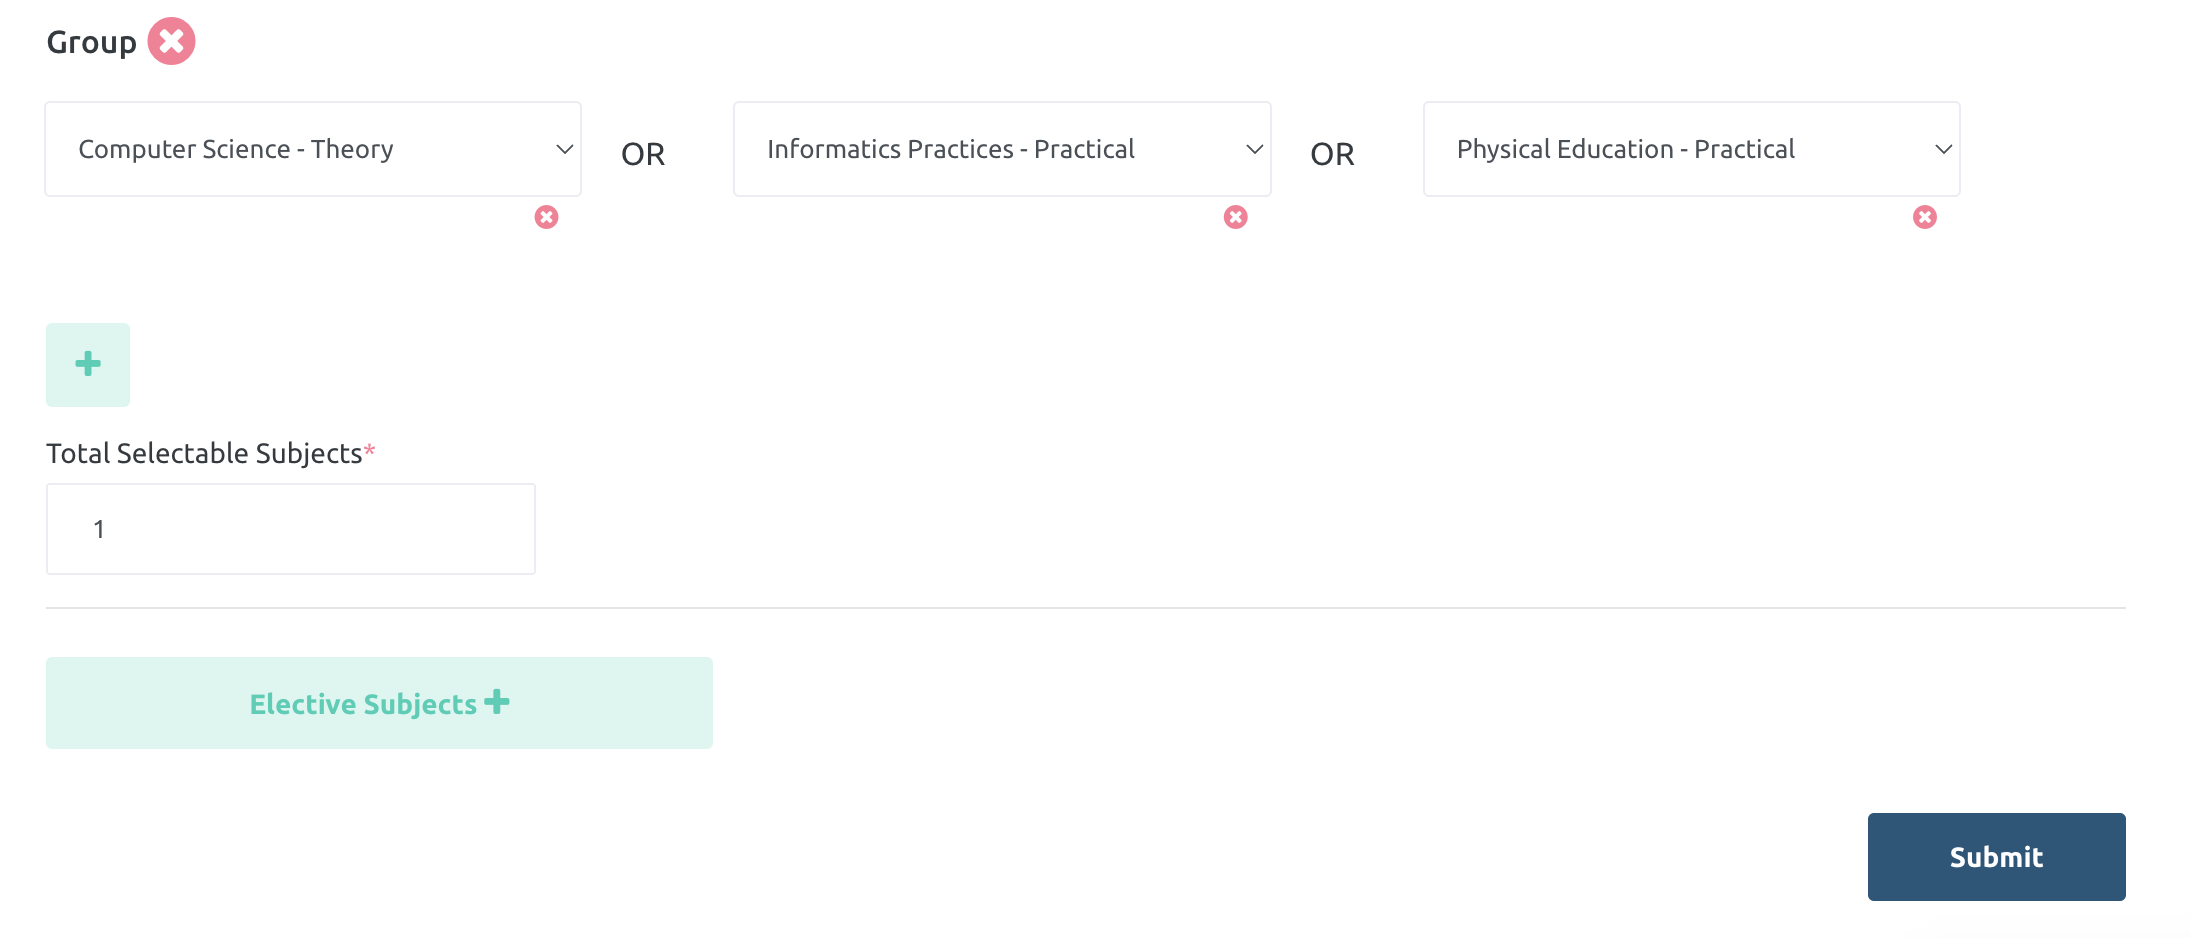 Group
Computer Science - Theory OR Informatics Practices - Practical OR Physical Education - Practical
Total Selectable Subjects*
1
Elective Subjects
Submit